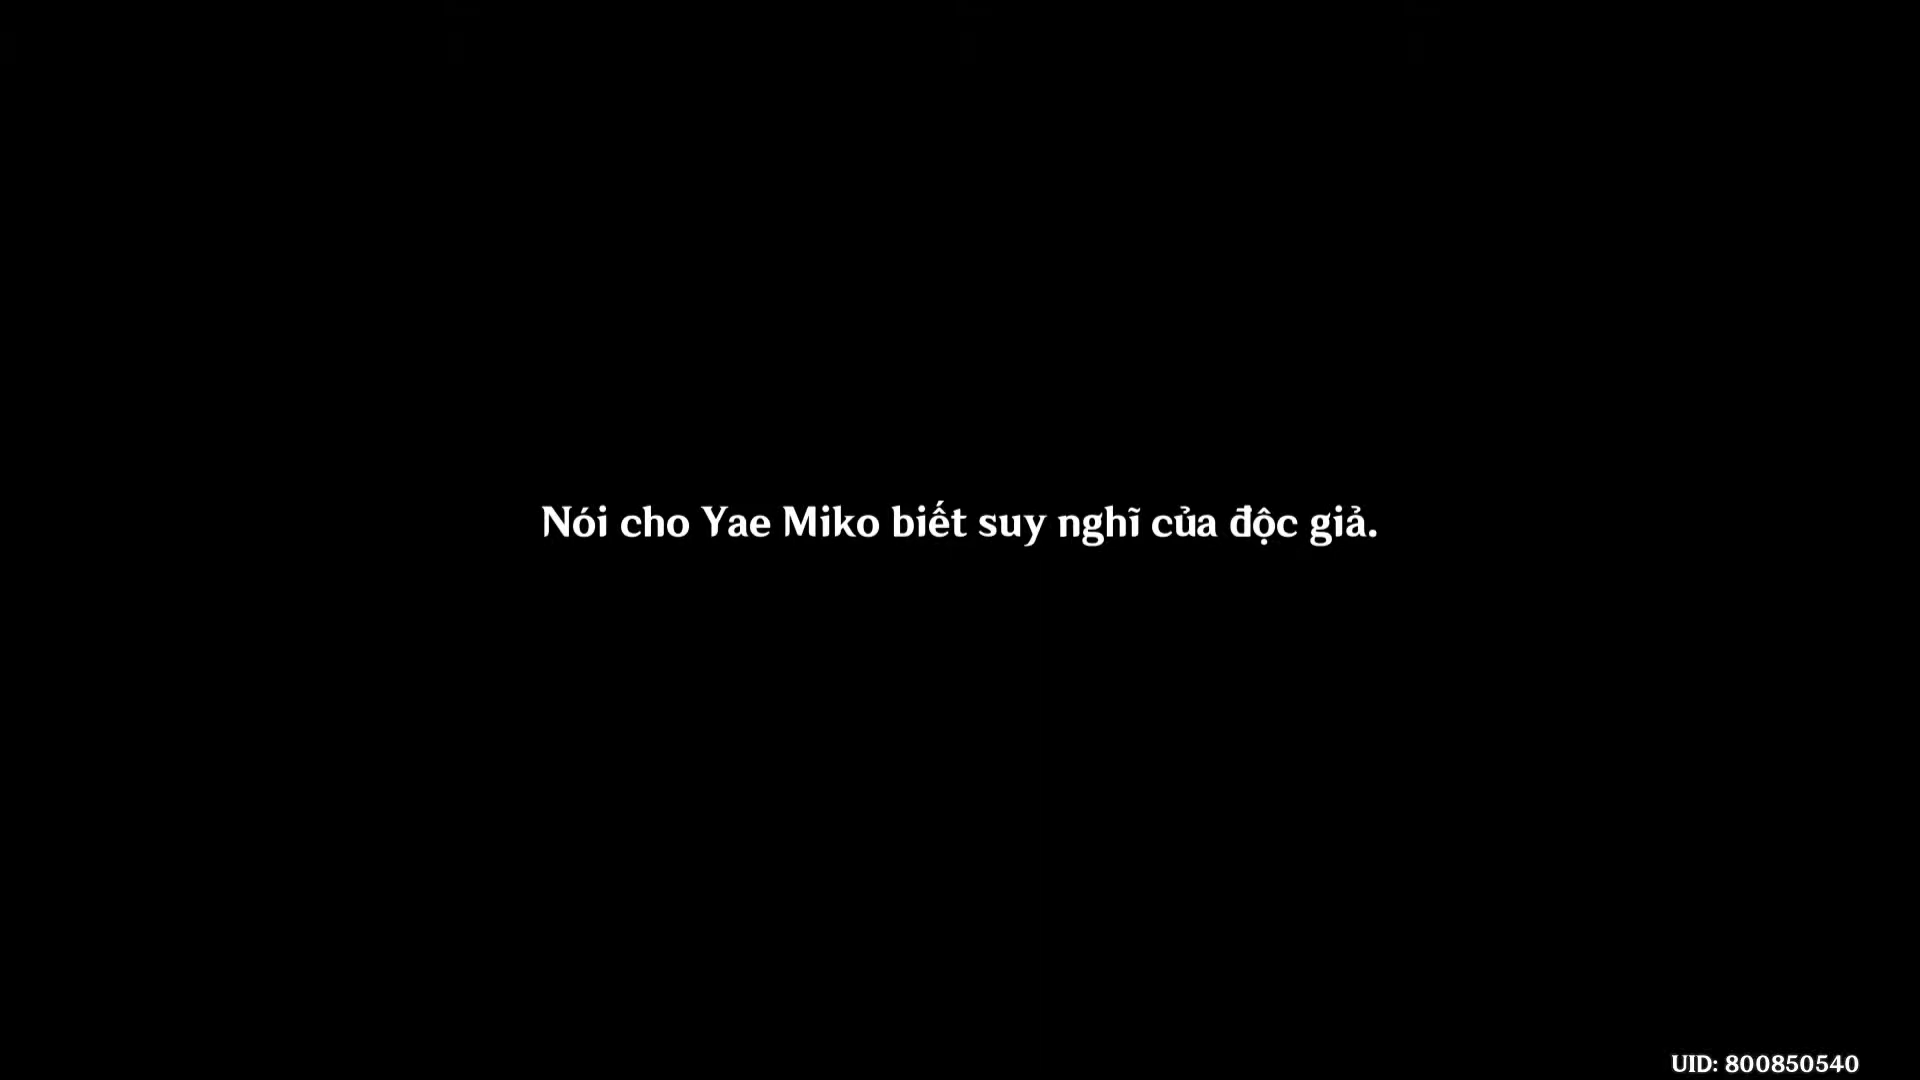 Nói cho Yae Miko biết suy nghĩ của độc giả.
UID: 800850540